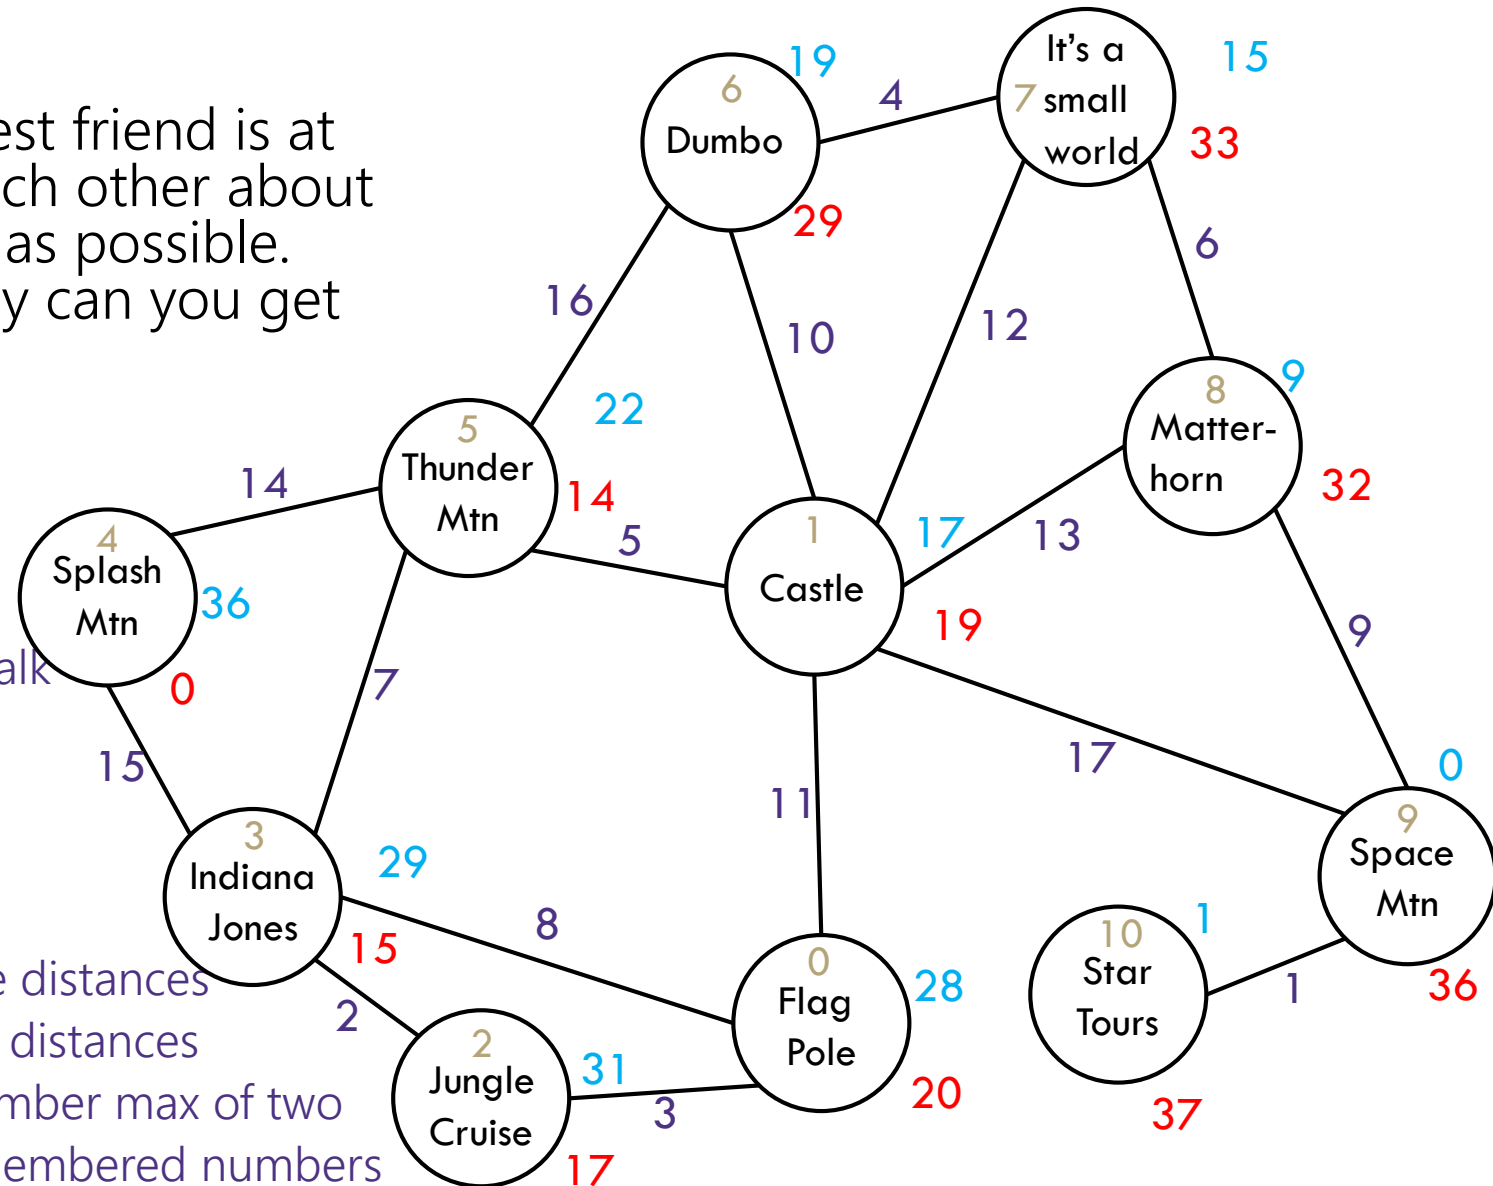 est friend is at
ch other about
as possible.
y can you get
19
6
Dumbo
29
4
It's a
7 small
world
15
33
16
10
12
6
22
5
Thunder
Mtn
14
14
5
8
Matter-
horn
9
32
4
Splash
Mtn
36
0
alk
1
Castle
17
19
13
9
7
15
17
11
0
9
Space
Mtn
36
3
Indiana
Jones
29
15
8
0
Flag
Pole
28
20
10
Star
Tours
1
37
1
e distances
distances
mber max of two
embered numbers
2
2
Jungle
Cruise
31
17
3